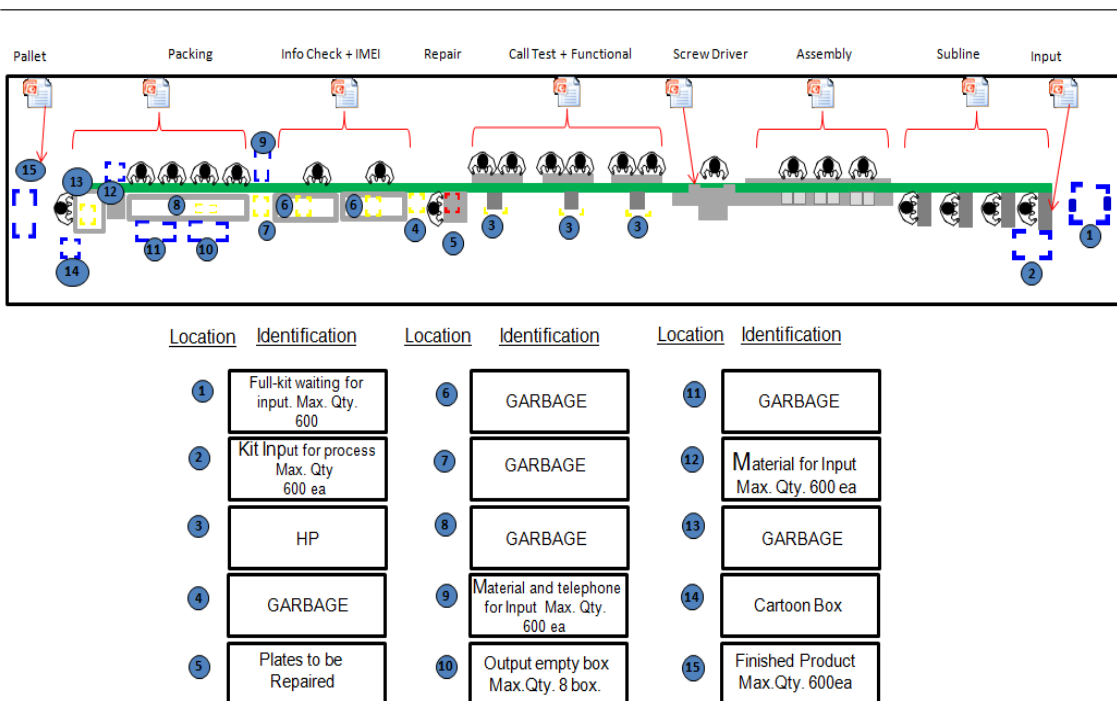 Pallet Packing Info Check + IMEI Repair Call Test + Functional Screw Driver Assembly Subline Input
9
15
13
12
8
6
6
7
4
3
3
3
1
11
10
5
14
2
Location Identification Location Identification Location Identification
1
Full-kit waiting for
input. Max. Qty.
600
6
GARBAGE
11
GARBAGE
2
Kit Input for process
Max. Qty
600 ea
7
GARBAGE
12
Material for Input
Max. Qty. 600 ea
3
HP
8
GARBAGE
13
GARBAGE
4
GARBAGE
9
Material and telephone
for Input Max. Qty.
600 ea
14
Cartoon Box
5
Plates to be
Repaired
10
Output empty box
Max.Qty. 8 box.
15
Finished Product
Max.Qty. 600ea